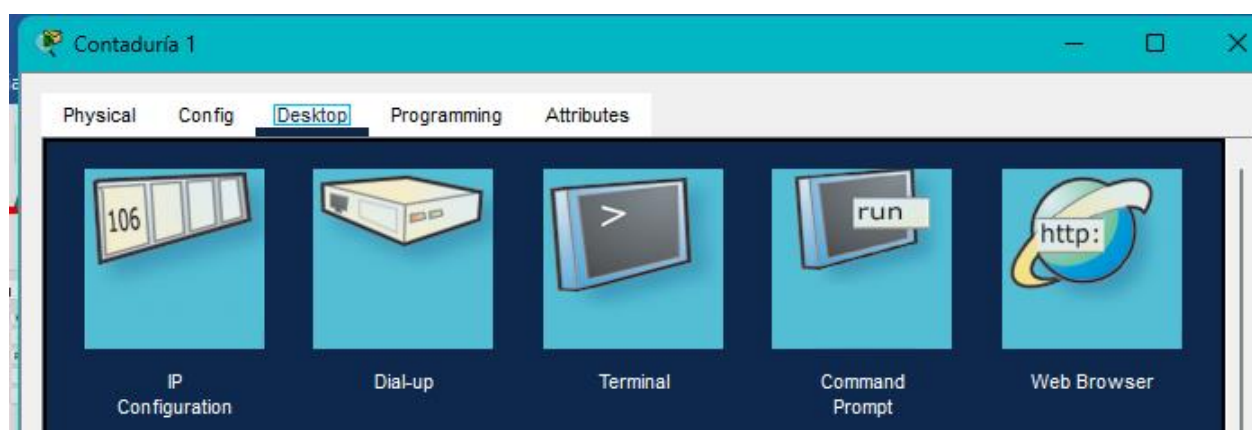 Contaduría 1
Physical Config Desktop Programming Attributes
106
>
run
http:
IP Configuration
Dial-up
Terminal
Command Prompt
Web Browser